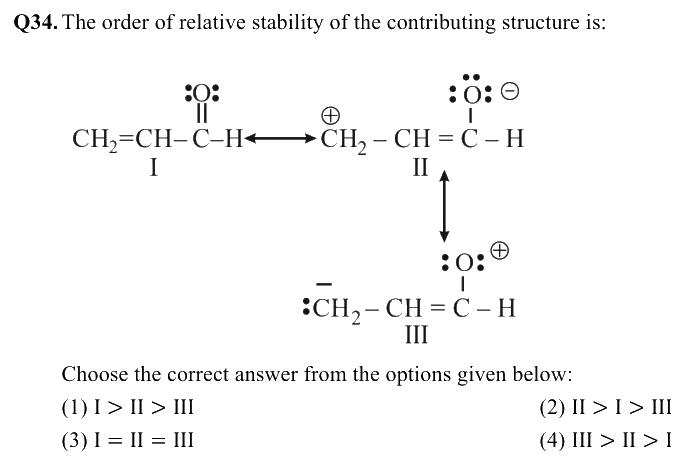 Q34. The order of relative stability of the contributing structure is:
:O:
||
CH₂=CH–C–H⟷
I
⊕ :Ö: ⊖
|
CH₂ – CH = C – H
II
:O: ⊕
|
:C̄H₂ – CH = C – H
III
Choose the correct answer from the options given below:
(1) I > II > III (2) II > I > III
(3) I = II = III (4) III > II > I